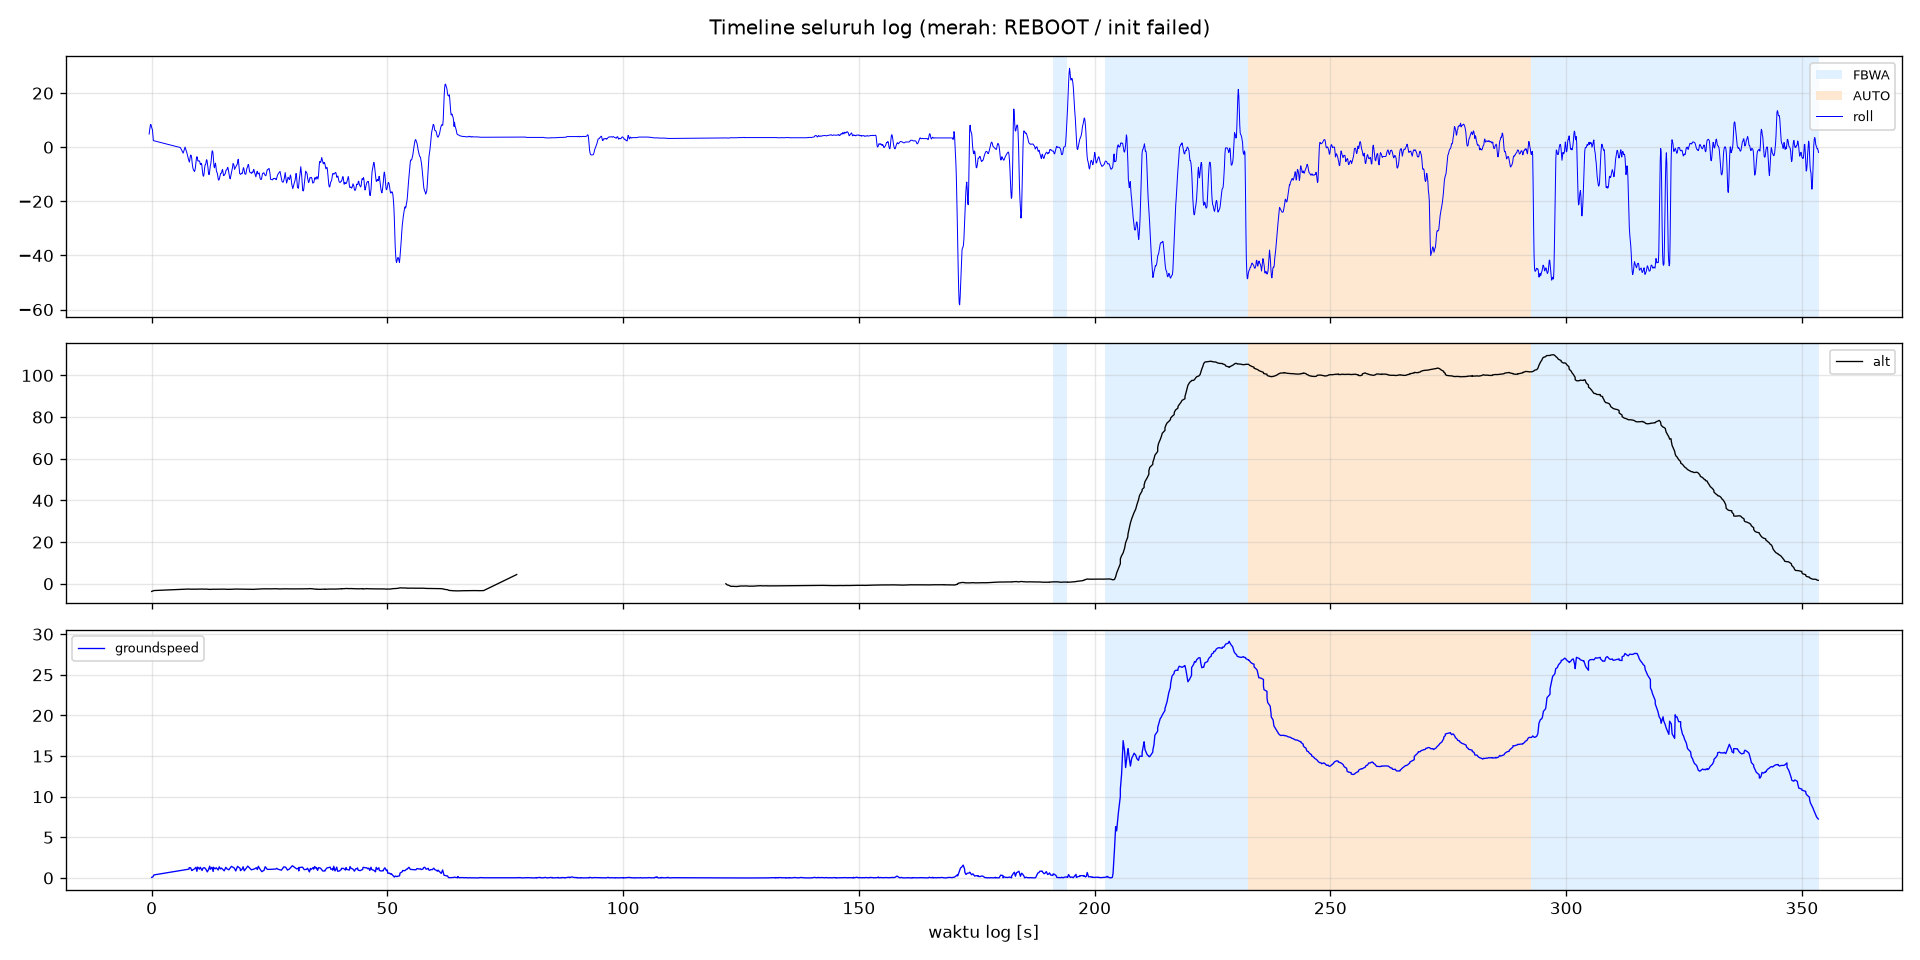 Timeline seluruh log (merah: REBOOT / init failed)
20
0
−20
−40
−60
FBWA
AUTO
roll
100
80
60
40
20
0
alt
30
25
20
15
10
5
0
groundspeed
0 50 100 150 200 250 300 350
waktu log [s]